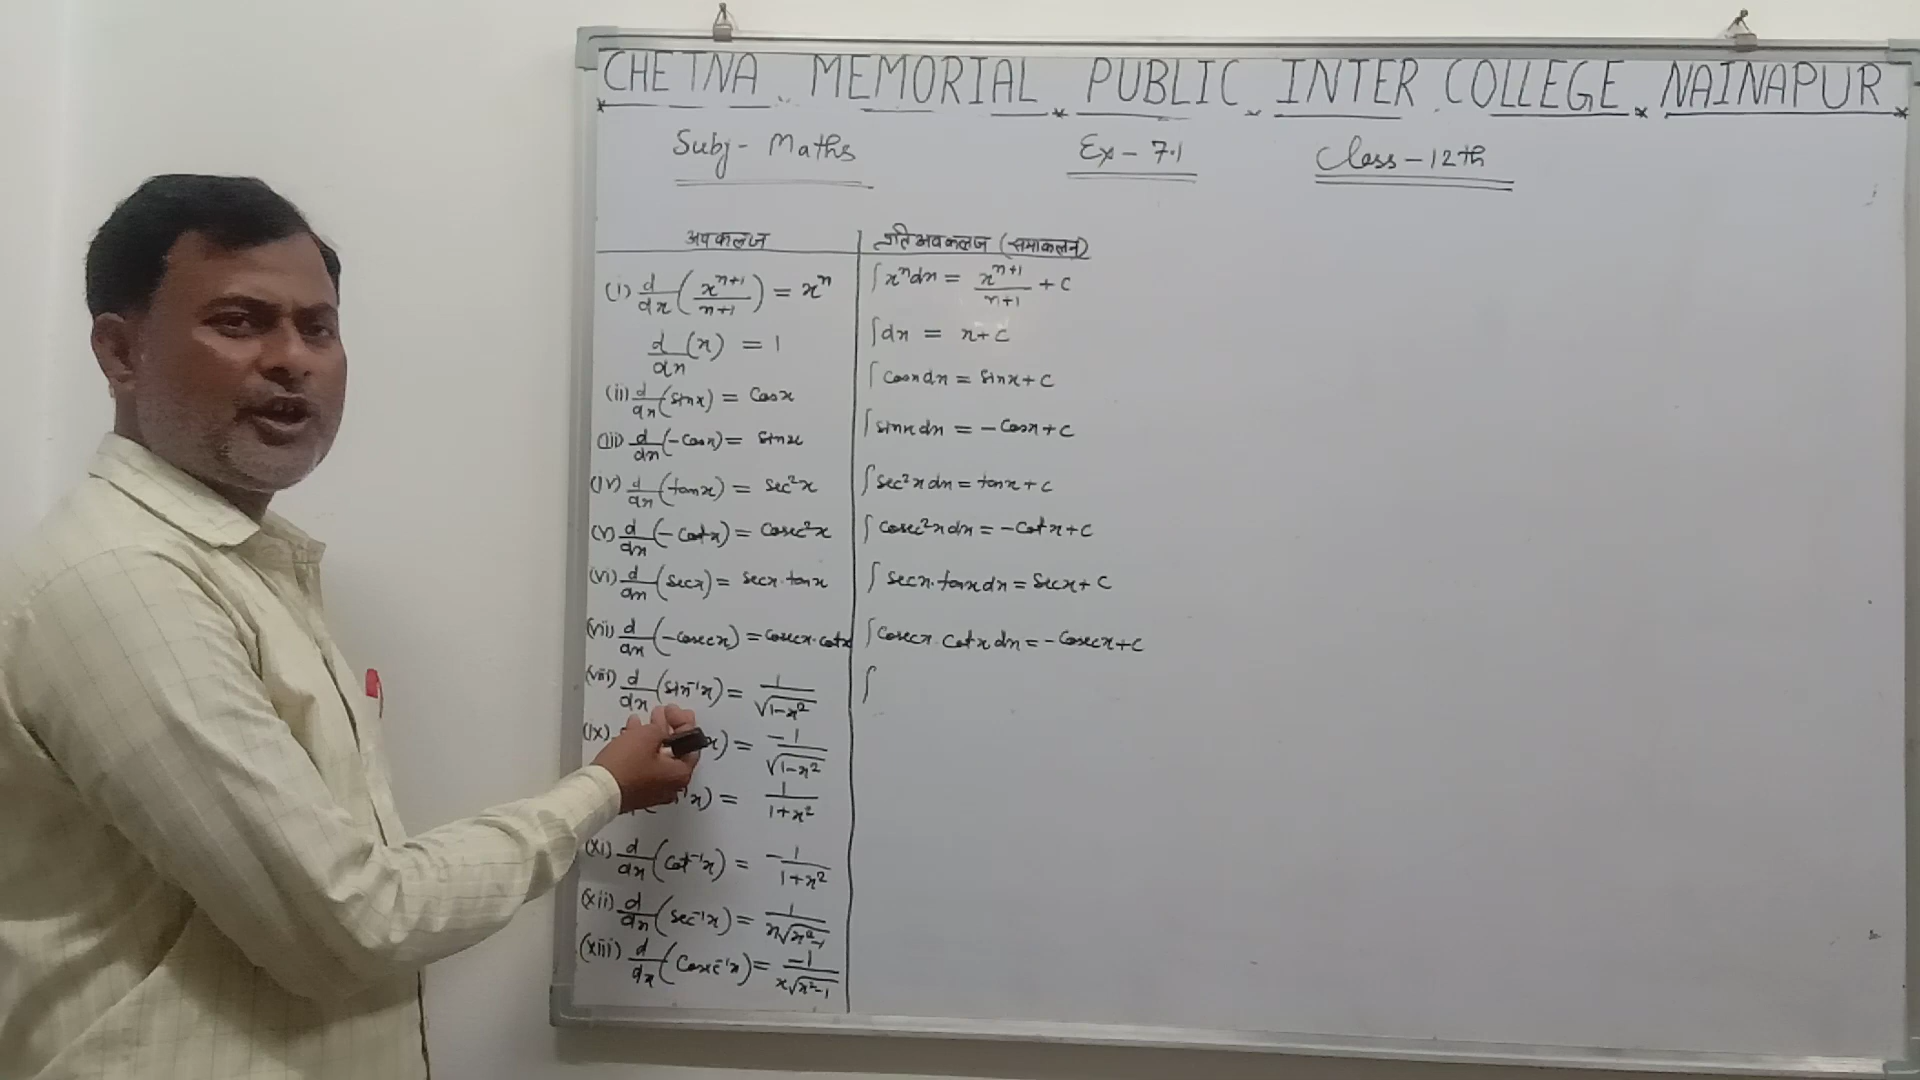 CHETNA MEMORIAL PUBLIC INTER COLLEGE NAINAPUR
Subj- Maths Ex-7.1 Class-12th
अवकलज प्रतिअवकलज (समाकलन)
(i) d/dx (x^(n+1)/(n+1)) = x^n ∫x^n dx = x^(n+1)/(n+1) + C
d/dx (x) = 1 ∫dx = x+C
(ii) d/dx (sinx) = Cosx ∫Cosx dx = Sinx+C
(iii) d/dx (-Cosx) = Sinx ∫Sinx dx = -Cosx+C
(iv) d/dx (tanx) = Sec²x ∫Sec²x dx = tanx+C
(v) d/dx (-Cotx) = Cosec²x ∫Cosec²x dx = -Cotx+C
(vi) d/dx (Secx) = Secx·tanx ∫Secx·tanx dx = Secx+C
(vii) d/dx (-Cosecx) = Cosecx·Cotx ∫Cosecx·Cotx dx = -Cosecx+C
(viii) d/dx (Sin⁻¹x) = 1/√(1-x²) ∫
(ix) x) = -1/√(1-x²)
⁻¹x) = 1/(1+x²)
(xi) d/dx (Cot⁻¹x) = -1/(1+x²)
(xii) d/dx (Sec⁻¹x) = 1/(x√(x²-1))
(xiii) d/dx (Cosec⁻¹x) = -1/(x√(x²-1))